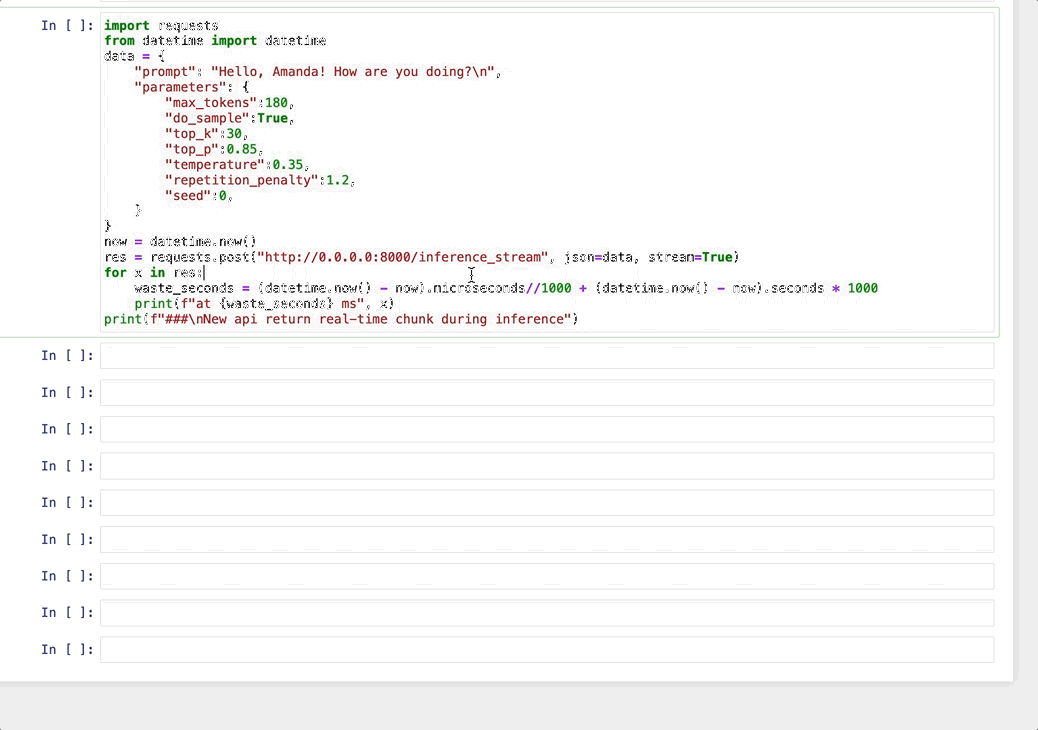 In [ ]:
import requests
from datetime import datetime
data = {
    "prompt": "Hello, Amanda! How are you doing?\n",
    "parameters": {
        "max_tokens":180,
        "do_sample":True,
        "top_k":30,
        "top_p":0.85,
        "temperature":0.35,
        "repetition_penalty":1.2,
        "seed":0,
    }
}
now = datetime.now()
res = requests.post("http://0.0.0.0:8000/inference_stream", json=data, stream=True)
for x in res:
    waste_seconds = (datetime.now() - now).microseconds//1000 + (datetime.now() - now).seconds * 1000
    print(f"at {waste_seconds} ms", x)
print(f"###\nNew api return real-time chunk during inference")
In [ ]:
In [ ]:
In [ ]:
In [ ]:
In [ ]:
In [ ]:
In [ ]:
In [ ]:
In [ ]: